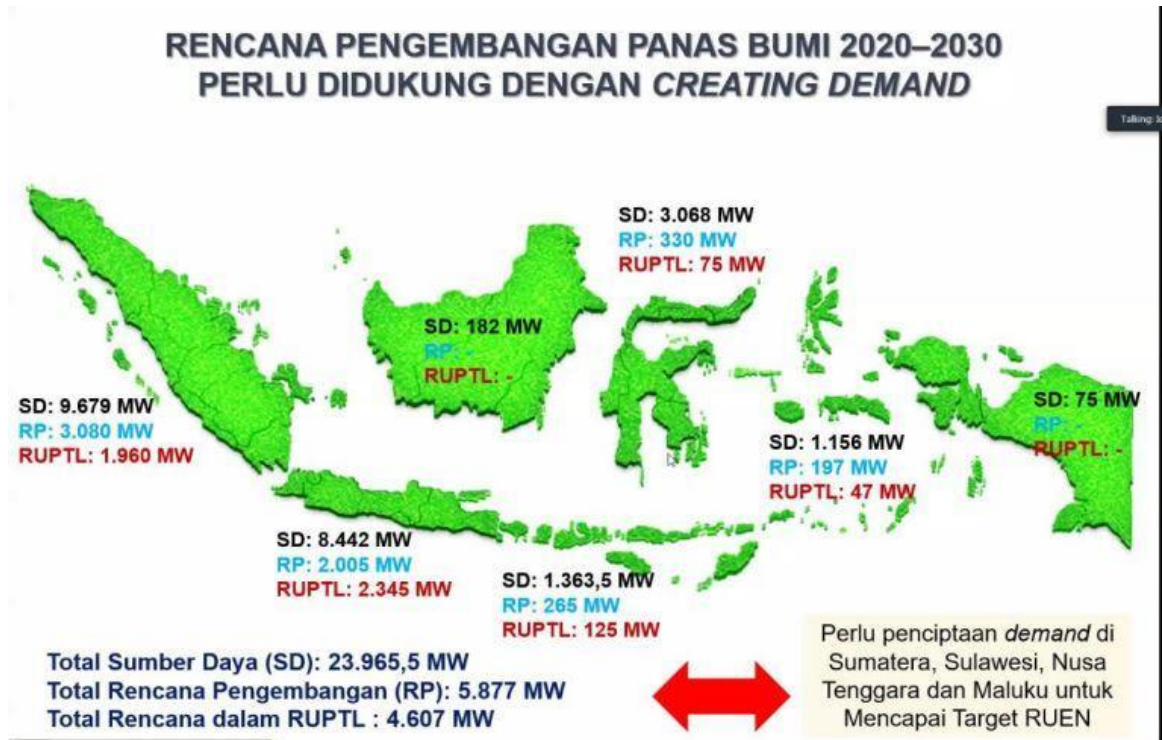 RENCANA PENGEMBANGAN PANAS BUMI 2020–2030
PERLU DIDUKUNG DENGAN CREATING DEMAND
Talking:
SD: 3.068 MW
RP: 330 MW
RUPTL: 75 MW
SD: 182 MW
RP: -
RUPTL: -
SD: 9.679 MW
RP: 3.080 MW
RUPTL: 1.960 MW
SD: 75 MW
RP: -
RUPTL: -
SD: 1.156 MW
RP: 197 MW
RUPTL: 47 MW
SD: 8.442 MW
RP: 2.005 MW
RUPTL: 2.345 MW
SD: 1.363,5 MW
RP: 265 MW
RUPTL: 125 MW
Total Sumber Daya (SD): 23.965,5 MW
Total Rencana Pengembangan (RP): 5.877 MW
Total Rencana dalam RUPTL : 4.607 MW
Perlu penciptaan demand di
Sumatera, Sulawesi, Nusa
Tenggara dan Maluku untuk
Mencapai Target RUEN